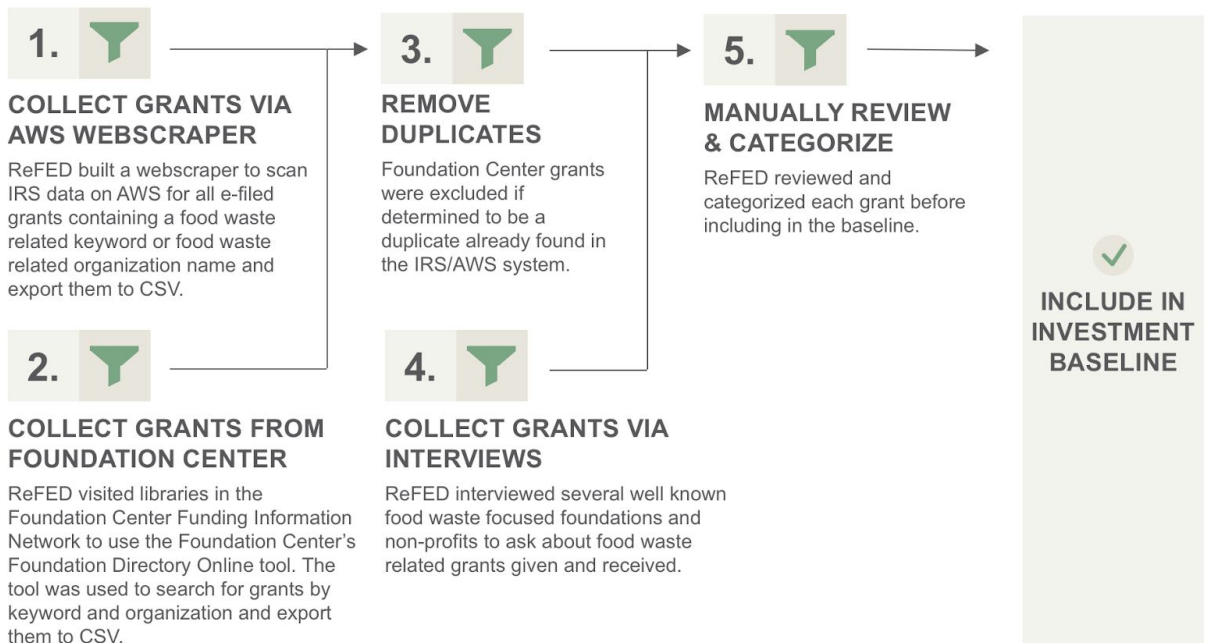 1.
COLLECT GRANTS VIA
AWS WEBSCRAPER
ReFED built a webscraper to scan
IRS data on AWS for all e-filed
grants containing a food waste
related keyword or food waste
related organization name and
export them to CSV.
2.
COLLECT GRANTS FROM
FOUNDATION CENTER
ReFED visited libraries in the
Foundation Center Funding Information
Network to use the Foundation Center’s
Foundation Directory Online tool. The
tool was used to search for grants by
keyword and organization and export
them to CSV.
3.
REMOVE
DUPLICATES
Foundation Center grants
were excluded if
determined to be a
duplicate already found in
the IRS/AWS system.
4.
COLLECT GRANTS VIA
INTERVIEWS
ReFED interviewed several well known
food waste focused foundations and
non-profits to ask about food waste
related grants given and received.
5.
MANUALLY REVIEW
& CATEGORIZE
ReFED reviewed and
categorized each grant before
including in the baseline.
INCLUDE IN
INVESTMENT
BASELINE